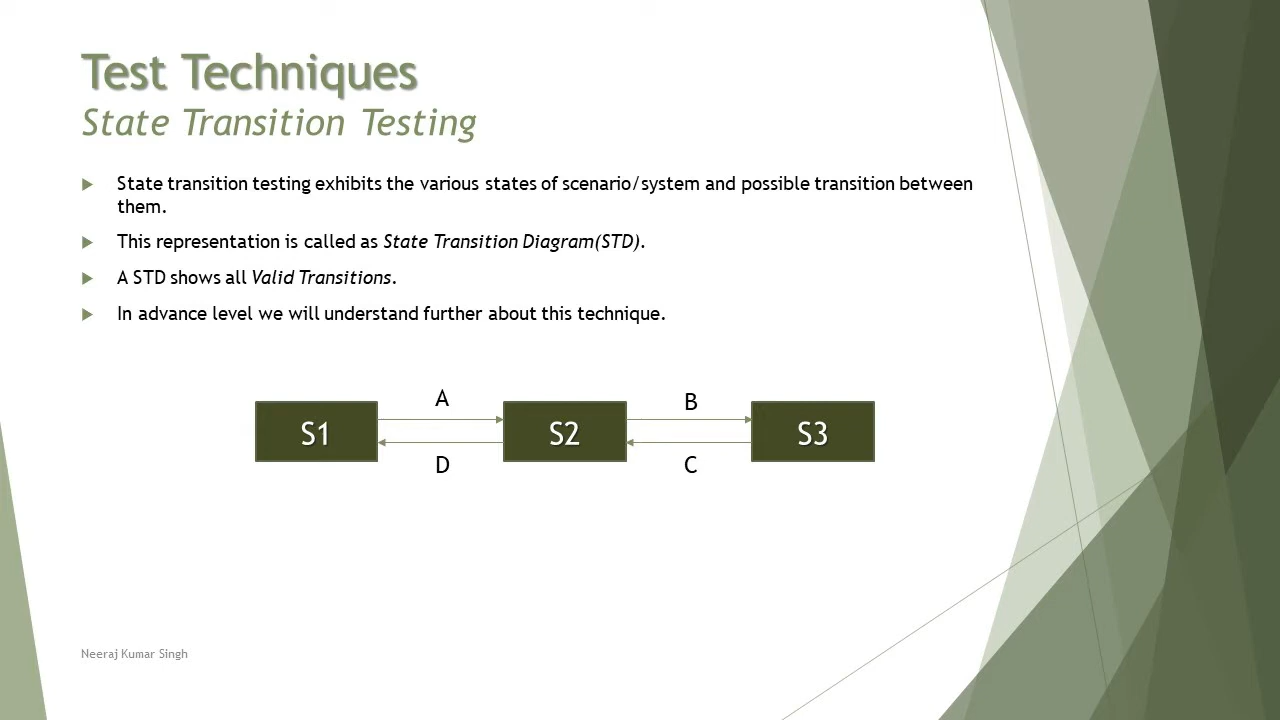 Test Techniques
State Transition Testing
State transition testing exhibits the various states of scenario/system and possible transition between
them.
This representation is called as State Transition Diagram(STD).
A STD shows all Valid Transitions.
In advance level we will understand further about this technique.
A
B
S1
S2
S3
D
C
Neeraj Kumar Singh